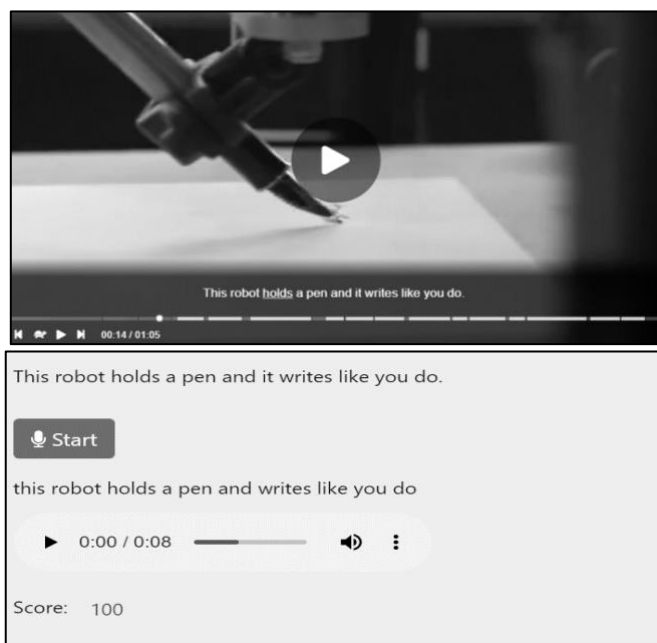 This robot holds a pen and it writes like you do.
00:14 / 01:05
This robot holds a pen and it writes like you do.
Start
this robot holds a pen and writes like you do
0:00 / 0:08
Score: 100